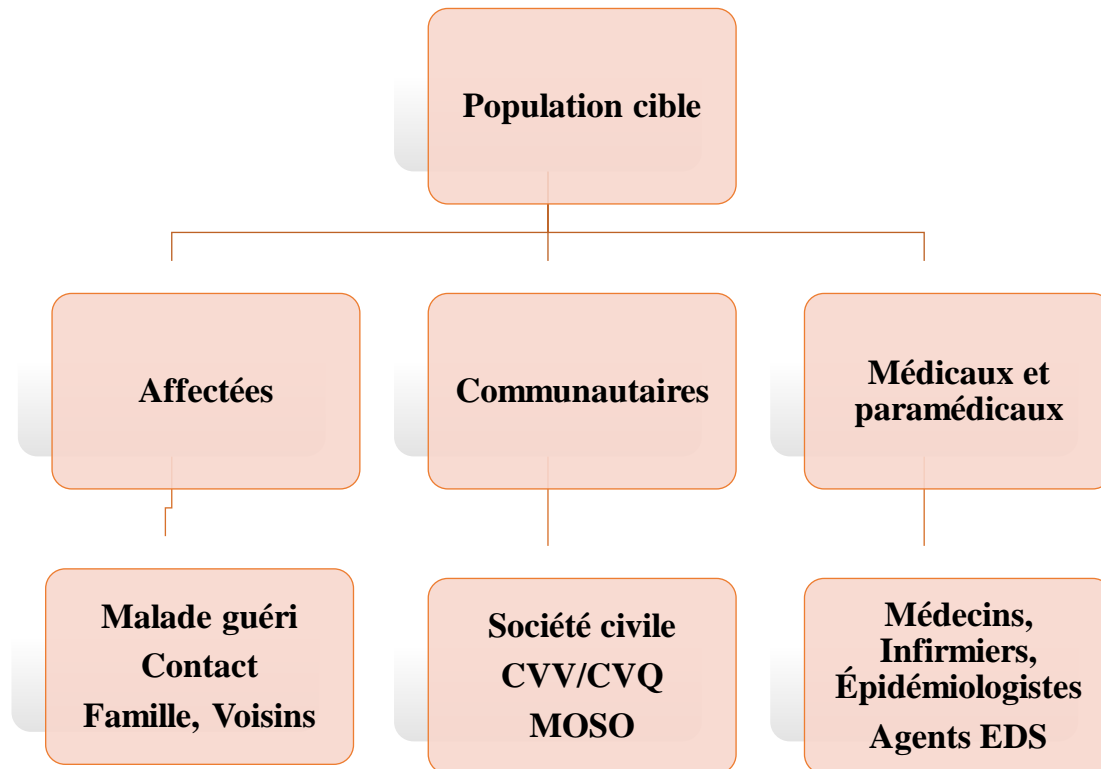 Population cible
Affectées
Communautaires
Médicaux et
paramédicaux
Malade guéri
Contact
Famille, Voisins
Société civile
CVV/CVQ
MOSO
Médecins,
Infirmiers,
Épidémiologistes
Agents EDS